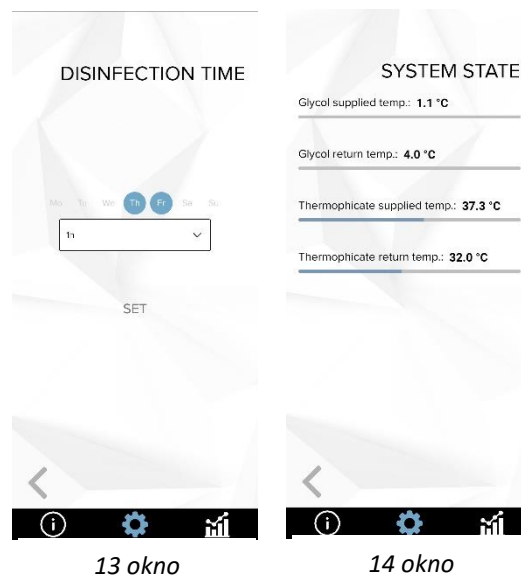 DISINFECTION TIME
Mo Tu We Th Fr Sa Su
1h
SET
13 okno
SYSTEM STATE
Glycol supplied temp.: 1.1 °C
Glycol return temp.: 4.0 °C
Thermophicate supplied temp.: 37.3 °C
Thermophicate return temp.: 32.0 °C
14 okno